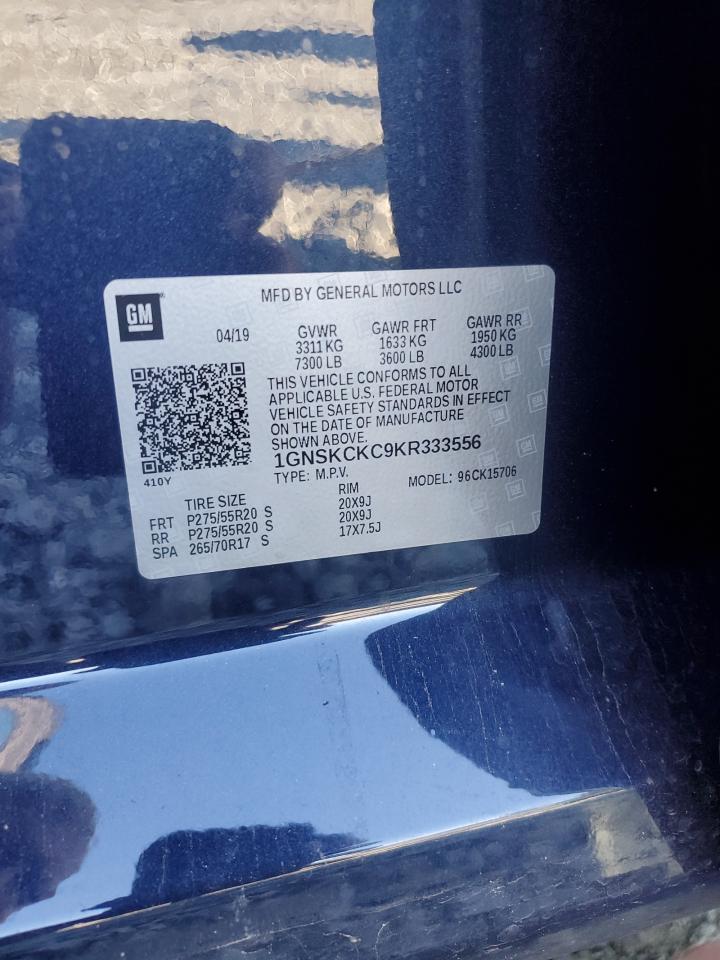 MFD BY GENERAL MOTORS LLC
GM
04/19
GVWR GAWR FRT GAWR RR
3311 KG 1633 KG 1950 KG
7300 LB 3600 LB 4300 LB
THIS VEHICLE CONFORMS TO ALL
APPLICABLE U.S. FEDERAL MOTOR
VEHICLE SAFETY STANDARDS IN EFFECT
ON THE DATE OF MANUFACTURE
SHOWN ABOVE.
1GNSKCKC9KR333556
410Y
TYPE: M.P.V. MODEL: 96CK15706
TIRE SIZE RIM
FRT P275/55R20 S 20X9J
RR P275/55R20 S 20X9J
SPA 265/70R17 S 17X7.5J